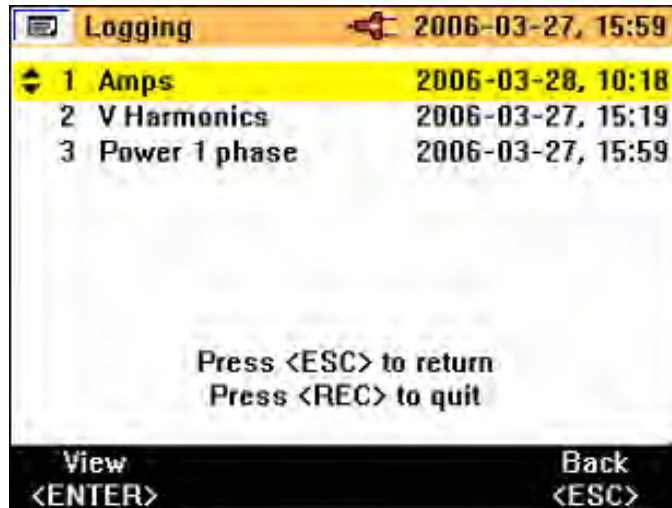 Logging 2006-03-27, 15:59
1 Amps 2006-03-28, 10:18
2 V Harmonics 2006-03-27, 15:19
3 Power 1 phase 2006-03-27, 15:59
Press <ESC> to return
Press <REC> to quit
View Back
<ENTER> <ESC>